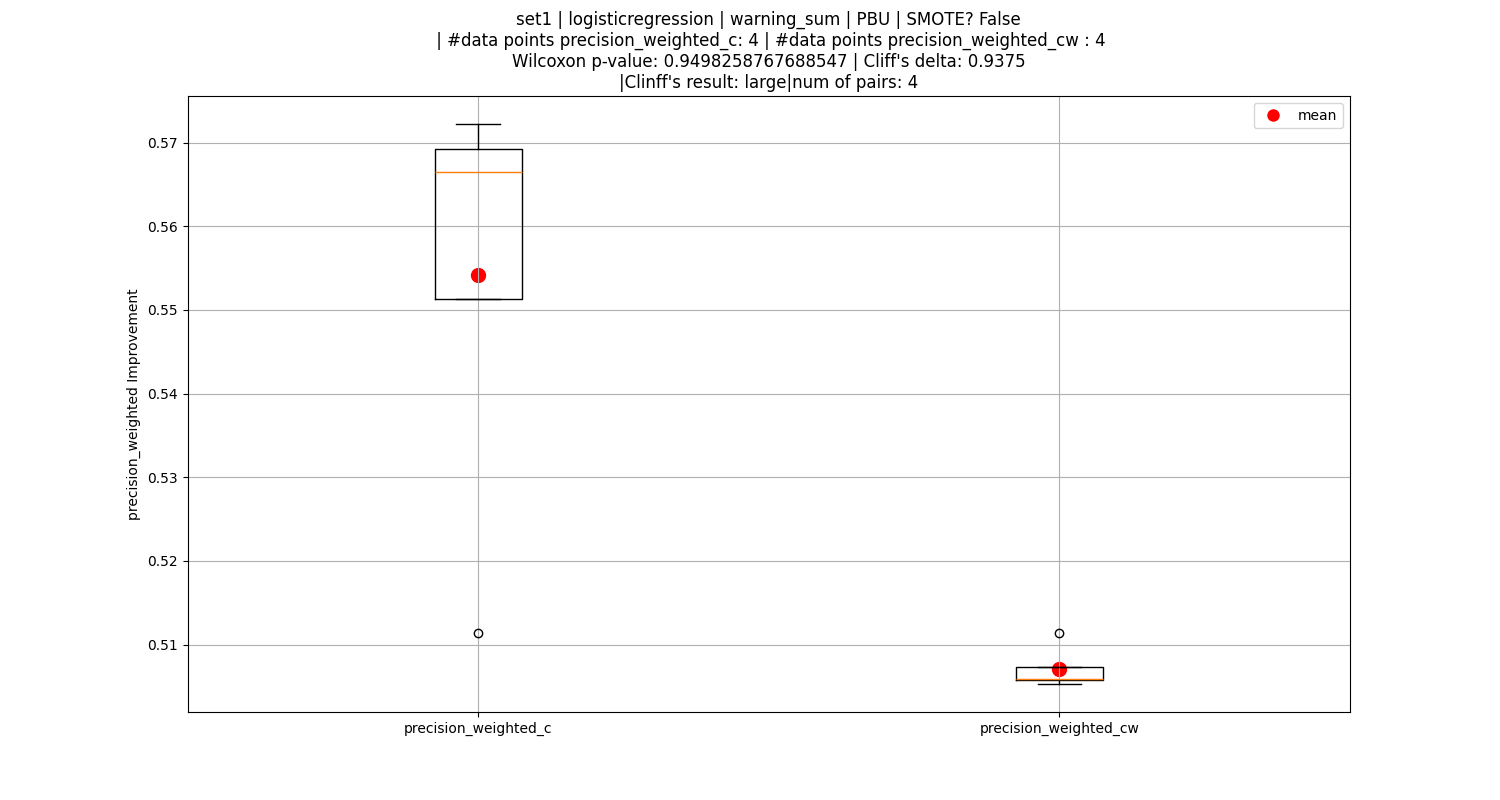 set1 | logisticregression | warning_sum | PBU | SMOTE? False
| #data points precision_weighted_c: 4 | #data points precision_weighted_cw : 4
Wilcoxon p-value: 0.9498258767688547 | Cliff's delta: 0.9375
|Clinff's result: large|num of pairs: 4
mean
0.57
0.56
0.55
0.54
0.53
0.52
0.51
precision_weighted Improvement
precision_weighted_c
precision_weighted_cw